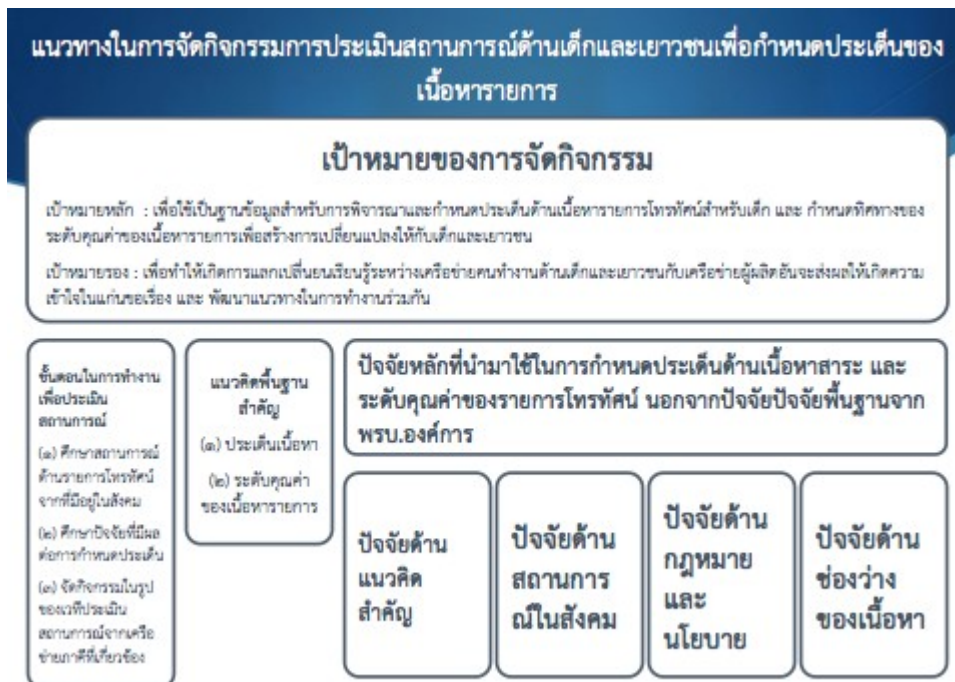 แนวทางในการจัดกิจกรรมการประเมินสถานการณ์ด้านเด็กและเยาวชนเพื่อกำหนดประเด็นของ
เนื้อหารายการ
เป้าหมายของการจัดกิจกรรม
เป้าหมายหลัก : เพื่อใช้เป็นฐานข้อมูลสำหรับการพิจารณาและกำหนดประเด็นด้านเนื้อหารายการโทรทัศน์สำหรับเด็ก และ กำหนดทิศทางของ
ระดับคุณค่าของเนื้อหารายการเพื่อสร้างการเปลี่ยนแปลงให้กับเด็กและเยาวชน
เป้าหมายรอง : เพื่อทำให้เกิดการแลกเปลี่ยนเรียนรู้ระหว่างเครือข่ายคนทำงานด้านเด็กและเยาวชนกับเครือข่ายผู้ผลิตอันจะส่งผลให้เกิดความ
เข้าใจในแก่นขอเรื่อง และ พัฒนาแนวทางในการทำงานร่วมกัน
ขั้นตอนในการทำงาน
เพื่อประเมิน
สถานการณ์
(๑) ศึกษาสถานการณ์
ด้านรายการโทรทัศน์
จากที่มีอยู่ในสังคม
(๒) ศึกษาปัจจัยที่มีผล
ต่อการกำหนดประเด็น
(๓) จัดกิจกรรมในรูป
ของเวทีประเมิน
สถานการณ์จากเครือ
ข่ายภาคีที่เกี่ยวข้อง
แนวคิดพื้นฐาน
สำคัญ
(๑) ประเด็นเนื้อหา
(๒) ระดับคุณค่า
ของเนื้อหารายการ
ปัจจัยหลักที่นำมาใช้ในการกำหนดประเด็นด้านเนื้อหาสาระ และ
ระดับคุณค่าของรายการโทรทัศน์ นอกจากปัจจัยปัจจัยพื้นฐานจาก
พรบ.องค์การ
ปัจจัยด้าน
แนวคิด
สำคัญ
ปัจจัยด้าน
สถานการ
ณ์ในสังคม
ปัจจัยด้าน
กฎหมาย
และ
นโยบาย
ปัจจัยด้าน
ช่องว่าง
ของเนื้อหา